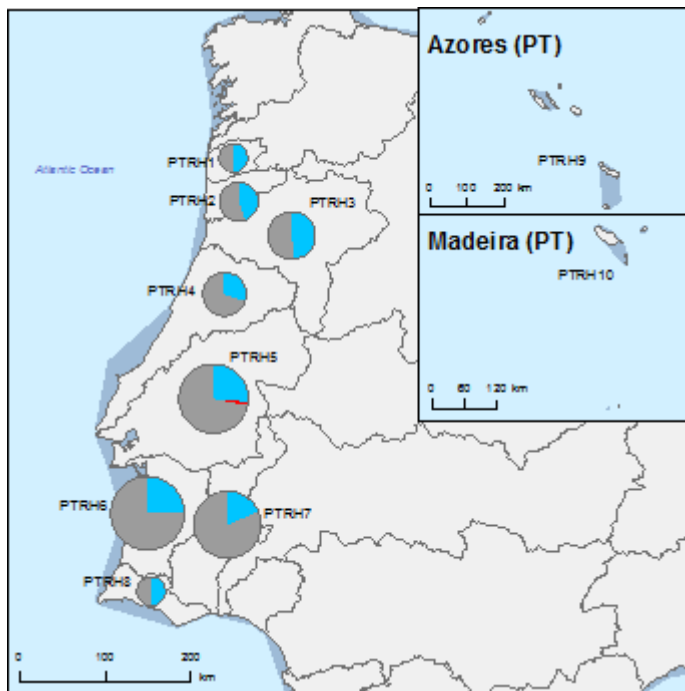 Azores (PT)
Atlantic Ocean
PTRH1
PTRH9
PTRH2
PTRH3
0 100 200 km
Madeira (PT)
PTRH10
PTRH4
PTRH5
0 60 120 km
PTRH6
PTRH7
PTRH8
0 100 200
km